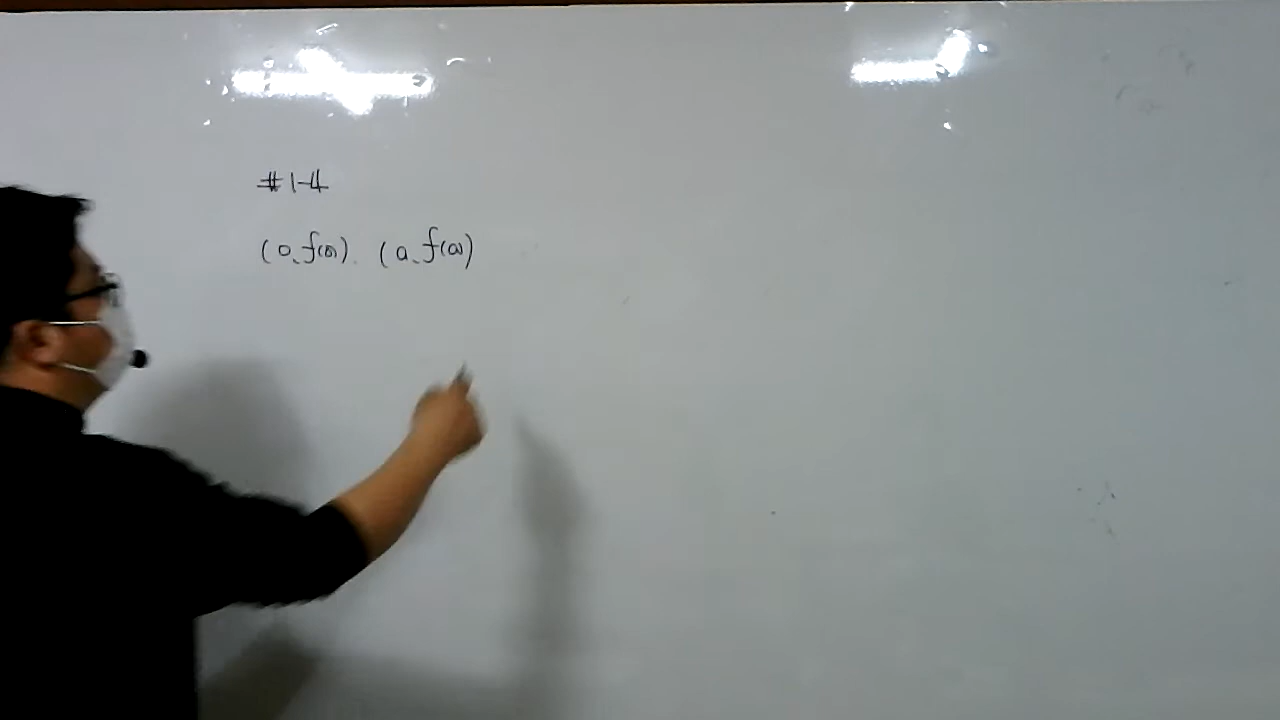 #1-4
(0, f(0)). (a, f(a))